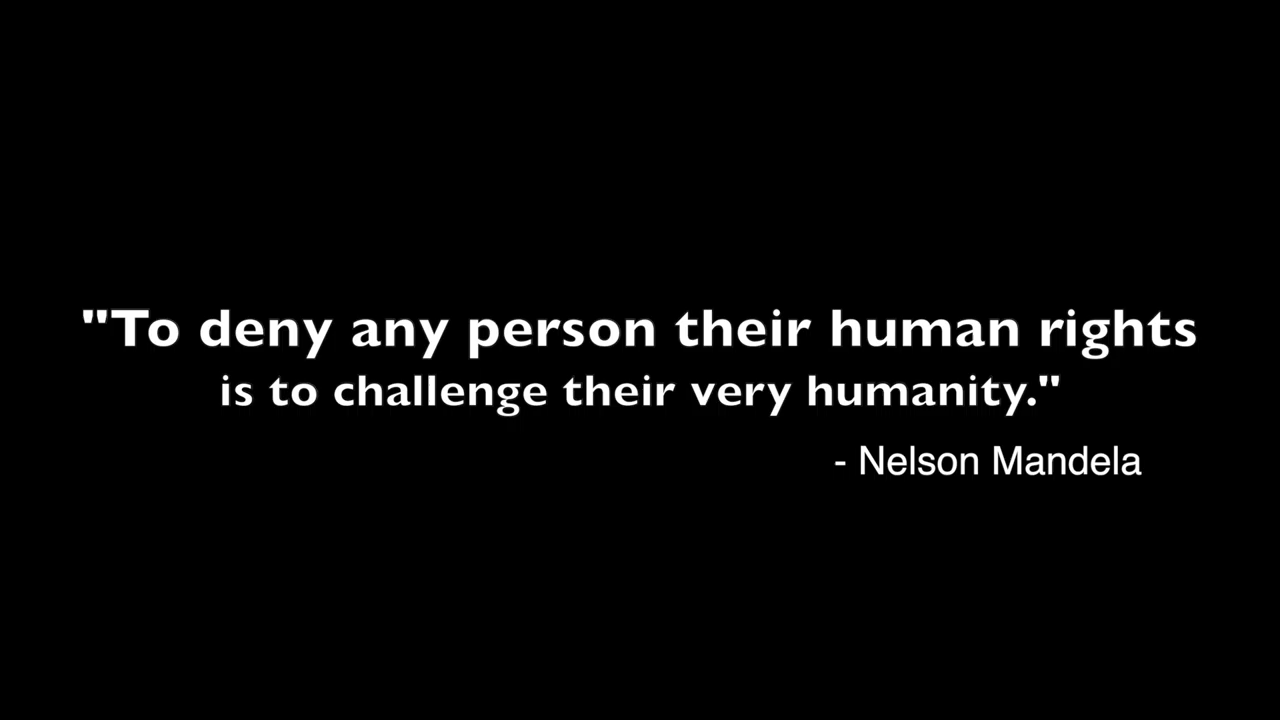 "To deny any person their human rights
is to challenge their very humanity."
- Nelson Mandela